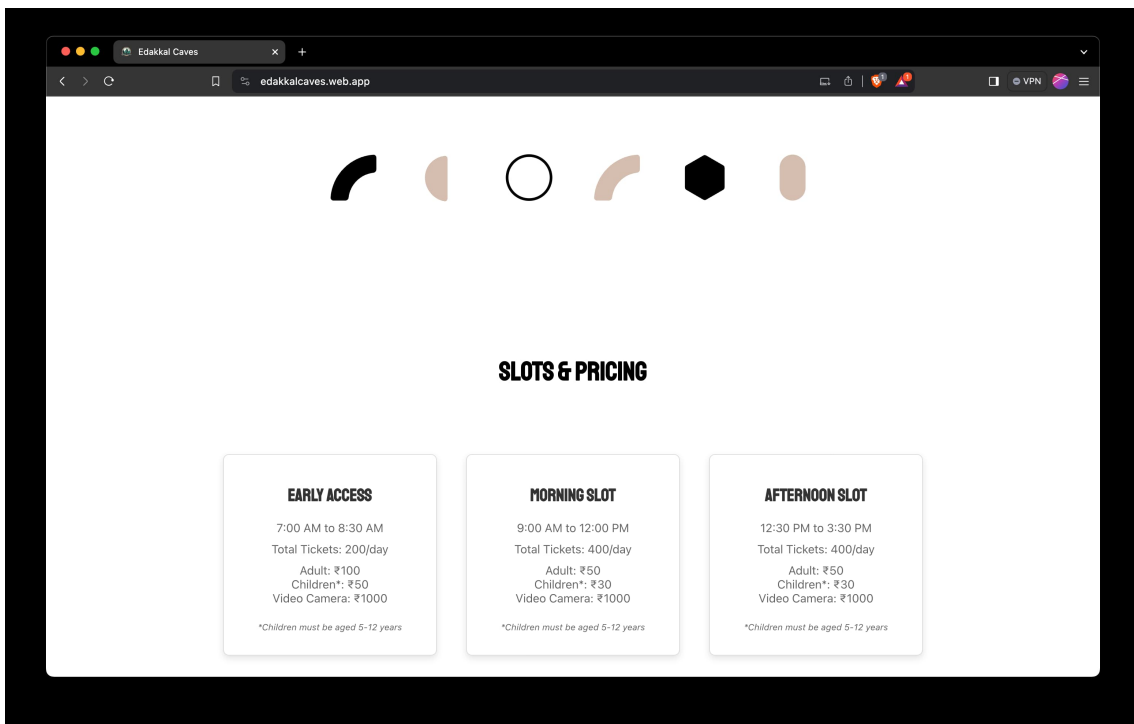 Edakkal Caves
edakkalcaves.web.app
1
1
VPN
SLOTS & PRICING
EARLY ACCESS
7:00 AM to 8:30 AM
Total Tickets: 200/day
Adult: ₹100
Children*: ₹50
Video Camera: ₹1000
*Children must be aged 5-12 years
MORNING SLOT
9:00 AM to 12:00 PM
Total Tickets: 400/day
Adult: ₹50
Children*: ₹30
Video Camera: ₹1000
*Children must be aged 5-12 years
AFTERNOON SLOT
12:30 PM to 3:30 PM
Total Tickets: 400/day
Adult: ₹50
Children*: ₹30
Video Camera: ₹1000
*Children must be aged 5-12 years